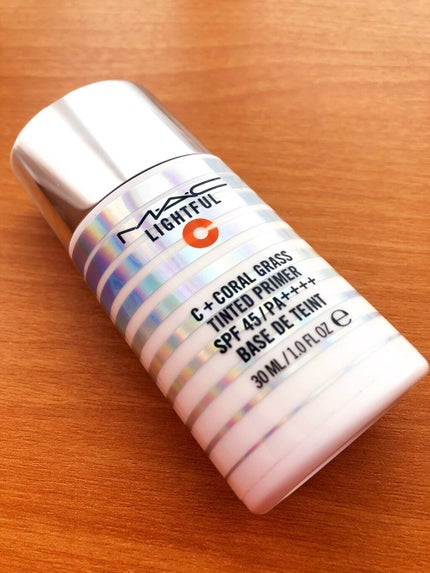 M·A·C
LIGHTFUL
C
C+CORAL GRASS
TINTED PRIMER
SPF 45/PA++++
BASE DE TEINT
30 ML/1.0 FL OZ ℮